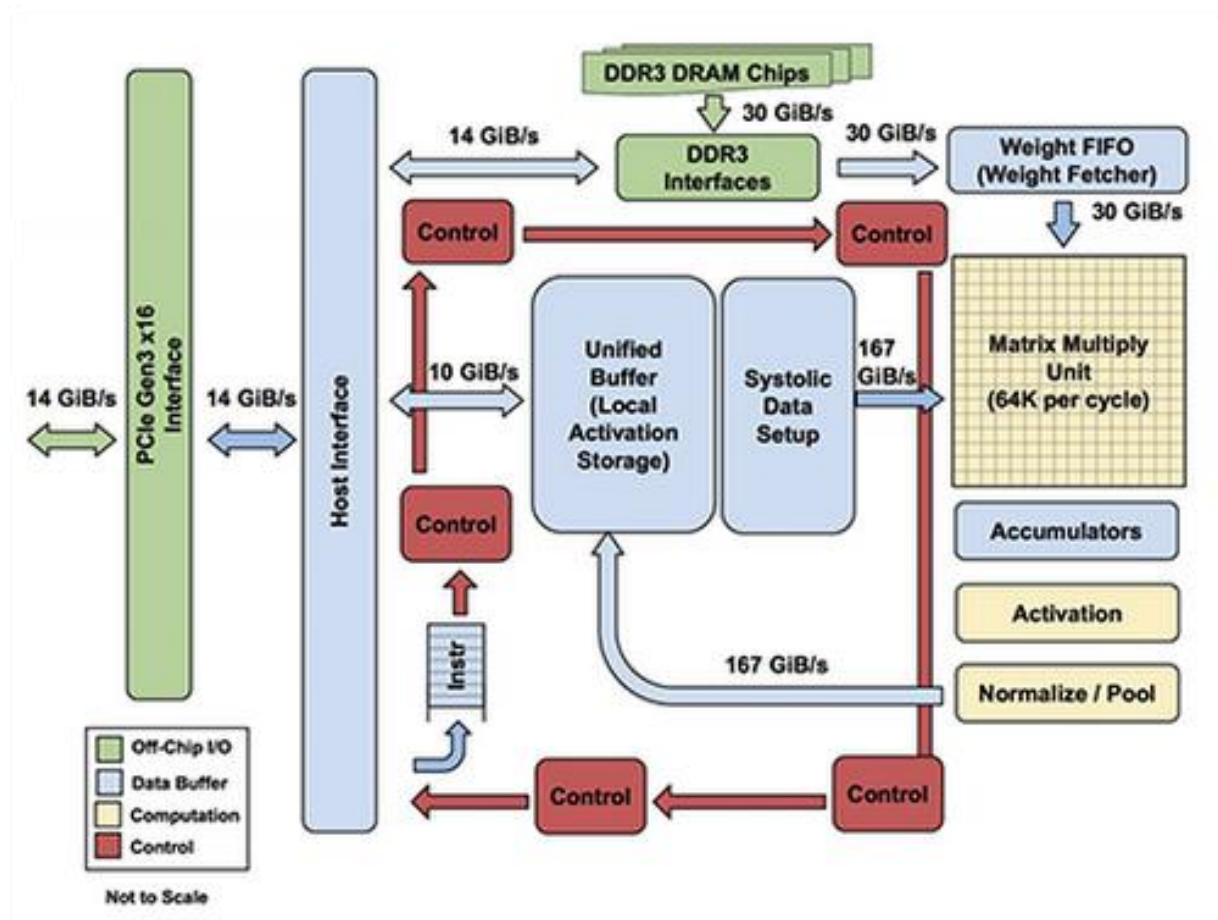 DDR3 DRAM Chips
30 GiB/s
14 GiB/s
DDR3
Interfaces
30 GiB/s
Weight FIFO
(Weight Fetcher)
30 GiB/s
Control
Control
PCIe Gen3 x16
Interface
Host Interface
14 GiB/s
14 GiB/s
10 GiB/s
Unified
Buffer
(Local
Activation
Storage)
Systolic
Data
Setup
167
GiB/s
Matrix Multiply
Unit
(64K per cycle)
Control
Accumulators
Activation
Instr
167 GiB/s
Normalize / Pool
Control
Control
Off-Chip I/O
Data Buffer
Computation
Control
Not to Scale